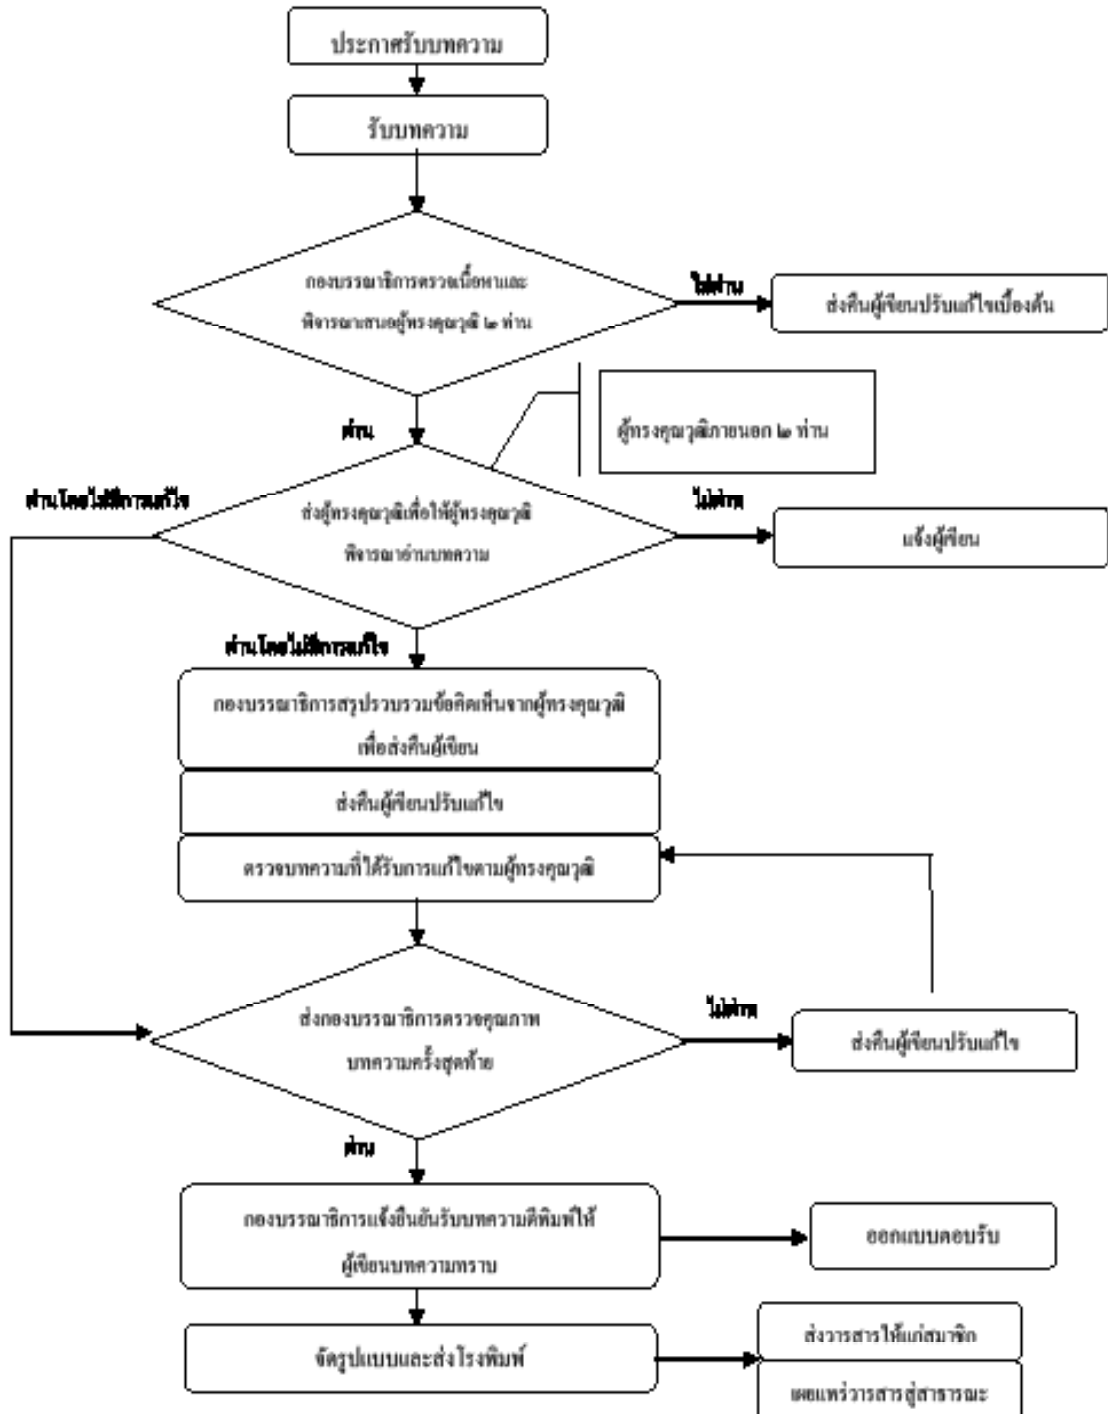 ประกาศรับบทความ
รับบทความ
กองบรรณาธิการตรวจเนื้อหาและ
พิจารณาเสนอผู้ทรงคุณวุฒิ ๒ ท่าน
ไม่ผ่าน
ส่งคืนผู้เขียนปรับแก้ไขเบื้องต้น
ผ่าน
ผู้ทรงคุณวุฒิภายนอก ๒ ท่าน
ผ่านโดยไม่มีการแก้ไข
ส่งผู้ทรงคุณวุฒิเพื่อให้ผู้ทรงคุณวุฒิ
พิจารณาอ่านบทความ
ไม่ผ่าน
แจ้งผู้เขียน
ผ่านโดยไม่มีการแก้ไข
กองบรรณาธิการสรุปรวบรวมข้อคิดเห็นจากผู้ทรงคุณวุฒิ
เพื่อส่งคืนผู้เขียน
ส่งคืนผู้เขียนปรับแก้ไข
ตรวจบทความที่ได้รับการแก้ไขตามผู้ทรงคุณวุฒิ
ส่งกองบรรณาธิการตรวจคุณภาพ
บทความครั้งสุดท้าย
ไม่ผ่าน
ส่งคืนผู้เขียนปรับแก้ไข
ผ่าน
กองบรรณาธิการแจ้งยืนยันรับบทความตีพิมพ์ให้
ผู้เขียนบทความทราบ
ออกแบบตอบรับ
จัดรูปแบบและส่งโรงพิมพ์
ส่งวารสารให้แก่สมาชิก
เผยแพร่วารสารสู่สาธารณะ